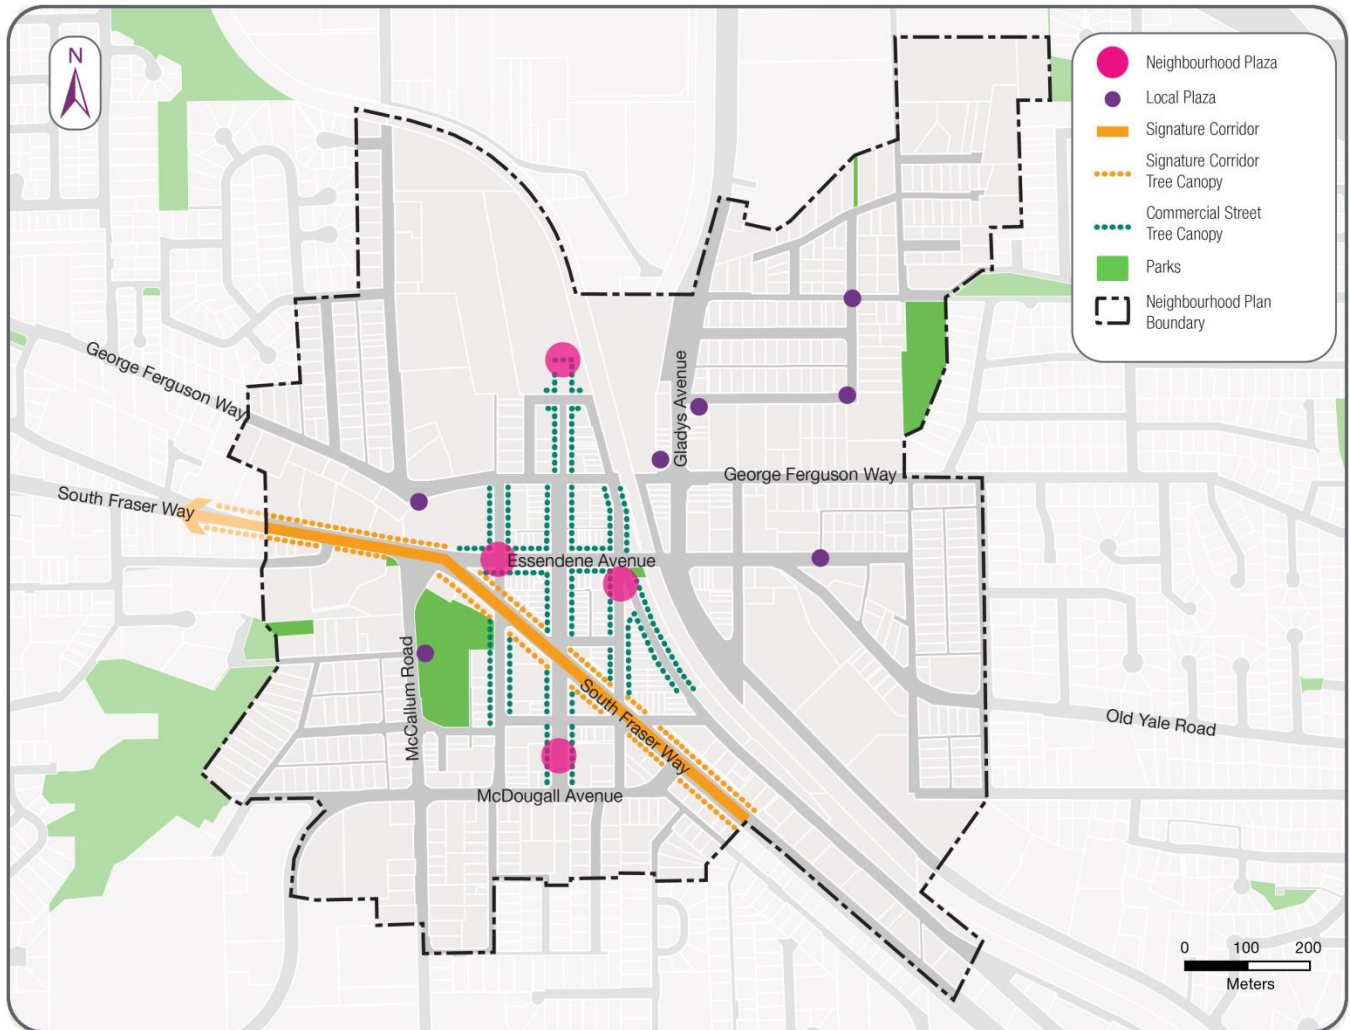 N
Neighbourhood Plaza
Local Plaza
Signature Corridor
Signature Corridor
Tree Canopy
Commercial Street
Tree Canopy
Parks
Neighbourhood Plan
Boundary
George Ferguson Way
Gladys Avenue
George Ferguson Way
South Fraser Way
Essendene Avenue
McCallum Road
South Fraser Way
Old Yale Road
McDougall Avenue
0 100 200
Meters